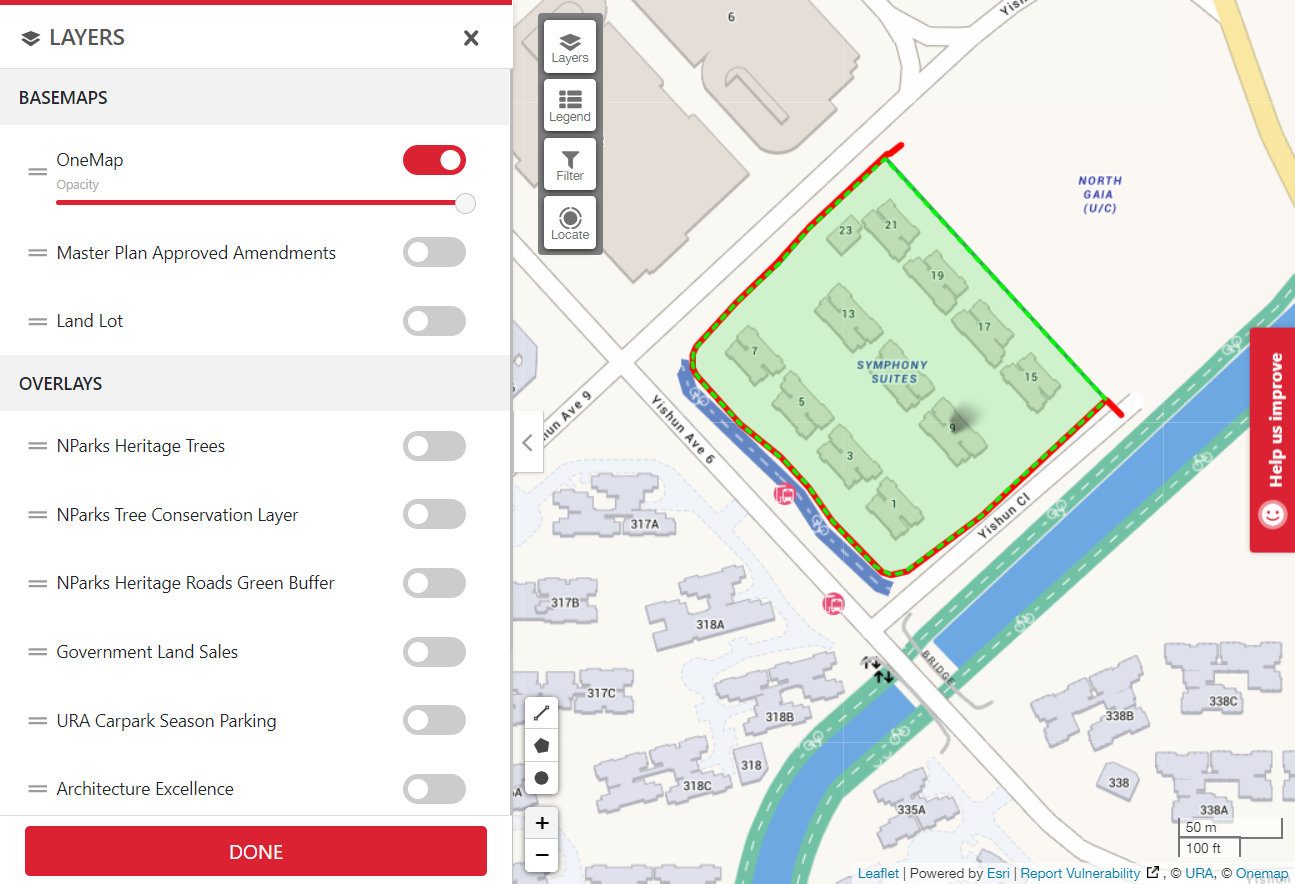 LAYERS
BASEMAPS
OneMap
Opacity
Master Plan Approved Amendments
Land Lot
OVERLAYS
NParks Heritage Trees
NParks Tree Conservation Layer
NParks Heritage Roads Green Buffer
Government Land Sales
URA Carpark Season Parking
Architecture Excellence
DONE
Layers
Legend
Filter
Locate
6
NORTH
GAIA
(U/C)
23
21
19
17
15
13
7
5
3
1
9
SYMPHONY
SUITES
Yishun Ave 6
Yishun Cl
BRIDGE
317A
317B
318A
317C
318B
318
318C
335A
338B
338C
338
338A
+
−
50 m
100 ft
Help us improve
Leaflet | Powered by Esri | Report Vulnerability , © URA, © Onemap